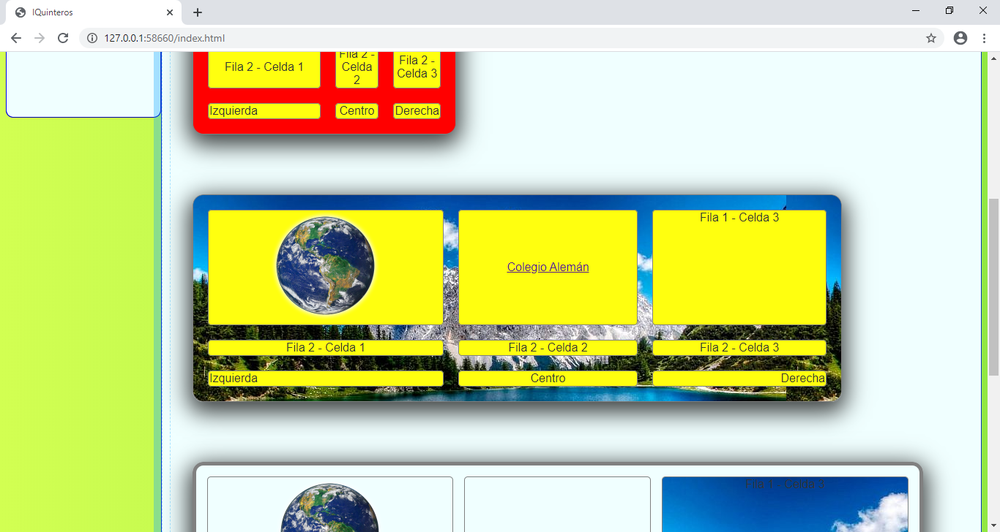 IQuinteros
127.0.0.1:58660/index.html
Fila 2 - Celda 1
Fila 2 -
Celda
2
Fila 2 -
Celda 3
Izquierda
Centro
Derecha
Colegio Alemán
Fila 1 - Celda 3
Fila 2 - Celda 1
Fila 2 - Celda 2
Fila 2 - Celda 3
Izquierda
Centro
Derecha
Fila 1 - Celda 3